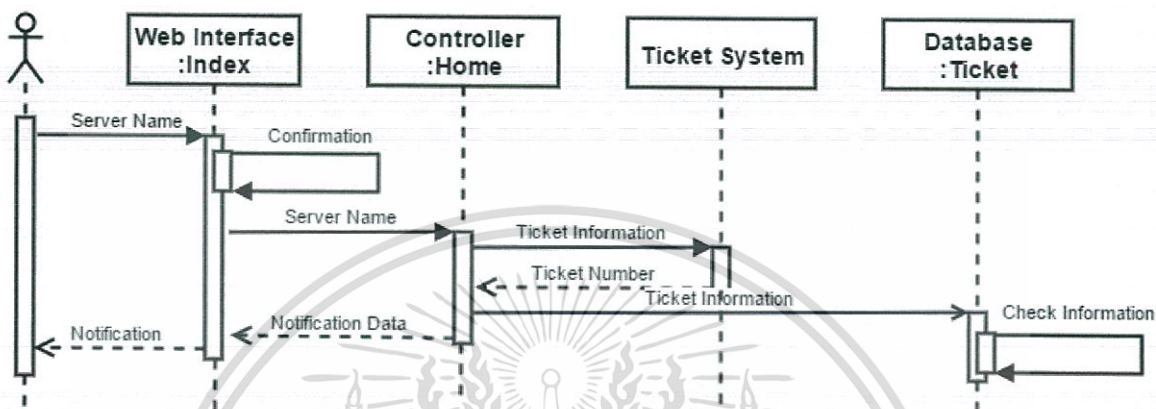 Web Interface
:Index
Controller
:Home
Ticket System
Database
:Ticket
Server Name
Confirmation
Server Name
Ticket Information
Ticket Number
Ticket Information
Check Information
Notification Data
Notification